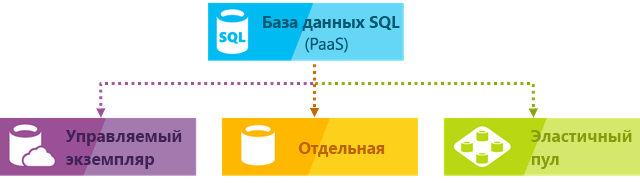 SQL
База данных SQL
(PaaS)
Управляемый
экземпляр
Отдельная
Эластичный
пул